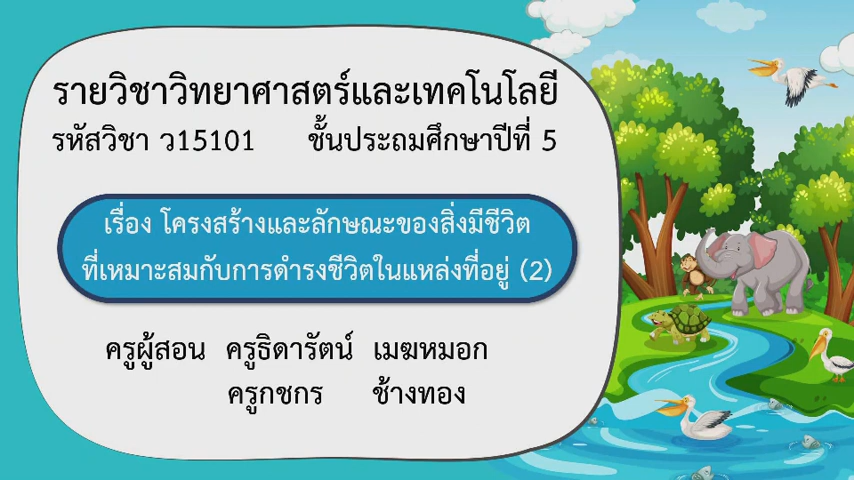 รายวิชาวิทยาศาสตร์และเทคโนโลยี
รหัสวิชา ว15101 ชั้นประถมศึกษาปีที่ 5
เรื่อง โครงสร้างและลักษณะของสิ่งมีชีวิต
ที่เหมาะสมกับการดำรงชีวิตในแหล่งที่อยู่ (2)
ครูผู้สอน ครูธิดารัตน์ เมฆหมอก
ครูกชกร ช้างทอง